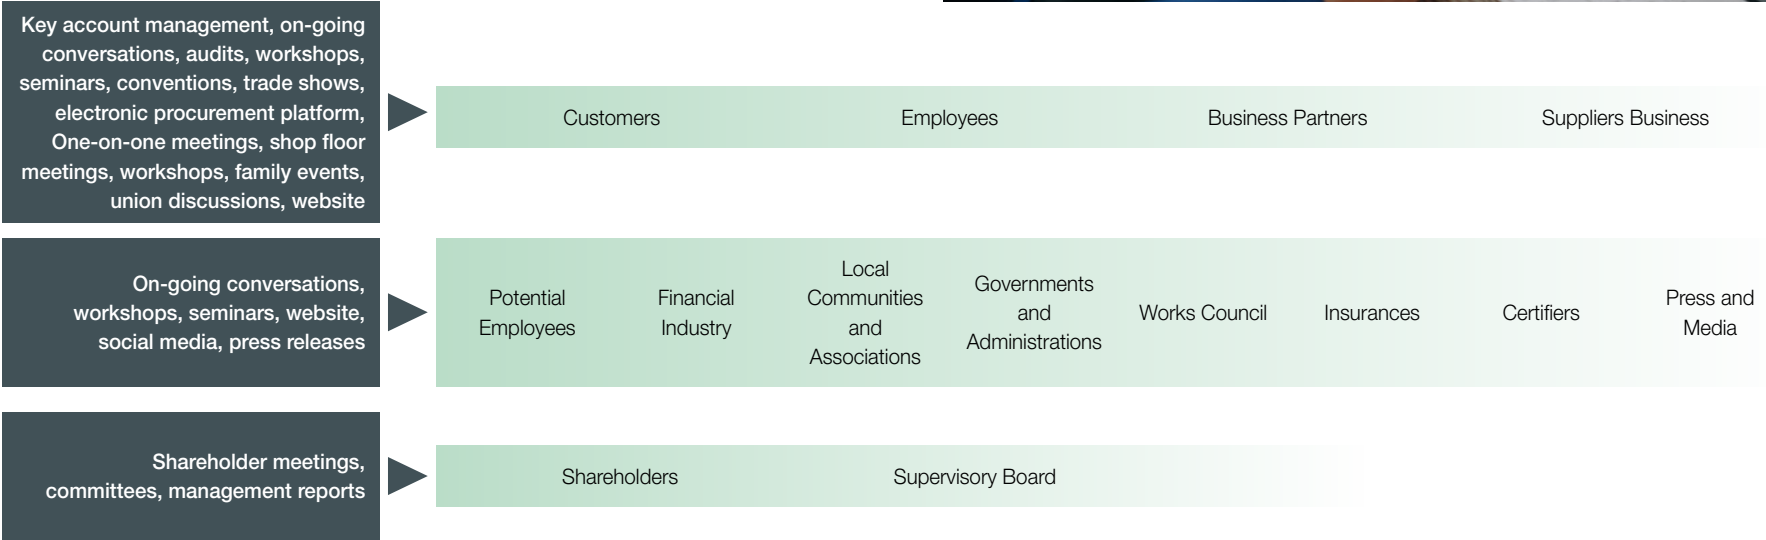 Key account management, on-going
conversations, audits, workshops,
seminars, conventions, trade shows,
electronic procurement platform,
One-on-one meetings, shop floor
meetings, workshops, family events,
union discussions, website
Customers
Employees
Business Partners
Suppliers Business
On-going conversations,
workshops, seminars, website,
social media, press releases
Potential
Employees
Financial
Industry
Local
Communities
and
Associations
Governments
and
Administrations
Works Council
Insurances
Certifiers
Press and
Media
Shareholder meetings,
committees, management reports
Shareholders
Supervisory Board